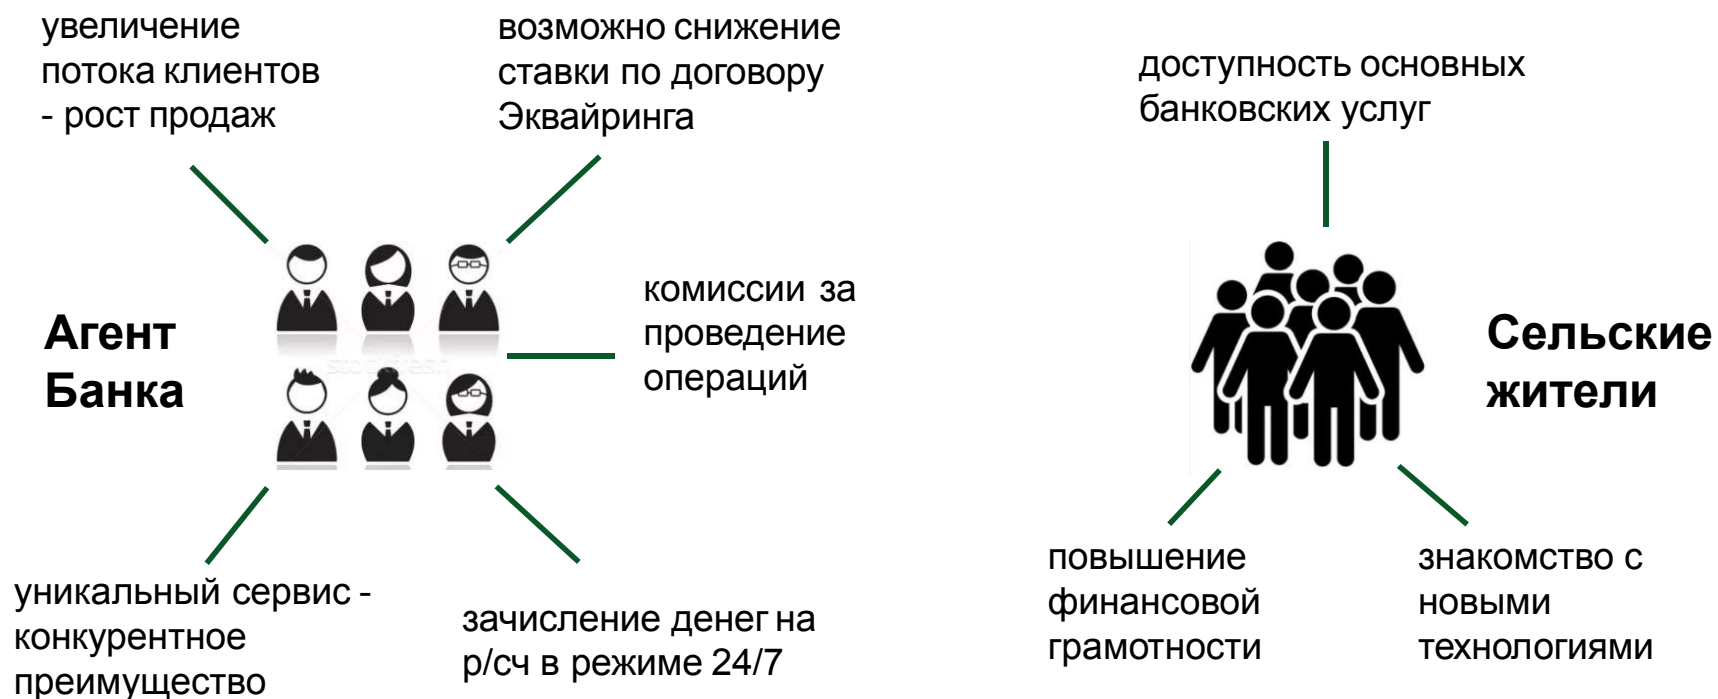 увеличение
потока клиентов
- рост продаж
возможно снижение
ставки по договору
Эквайринга
комиссии за
проведение
операций
Агент
Банка
уникальный сервис -
конкурентное
преимущество
зачисление денег на
р/сч в режиме 24/7
доступность основных
банковских услуг
Сельские
жители
повышение
финансовой
грамотности
знакомство с
новыми
технологиями